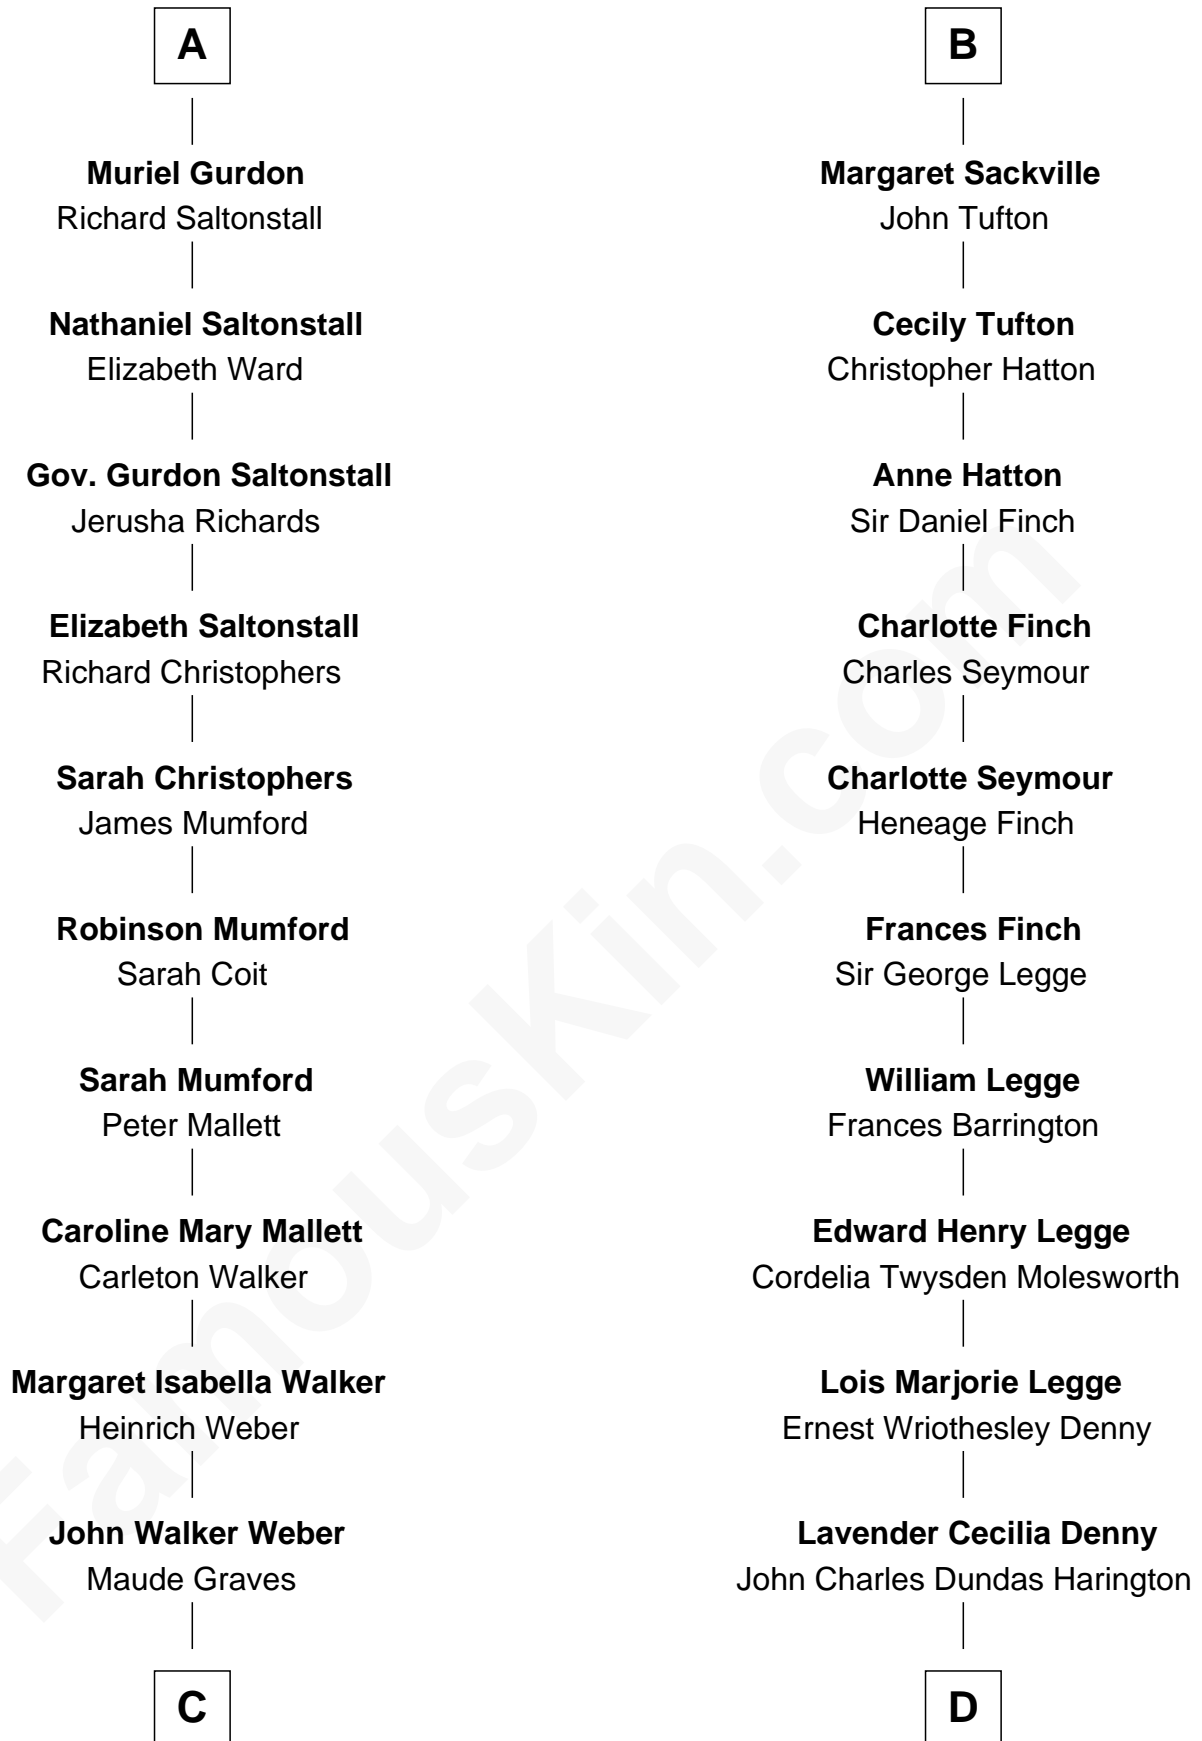 A
Muriel Gurdon
Richard Saltonstall
Nathaniel Saltonstall
Elizabeth Ward
Gov. Gurdon Saltonstall
Jerusha Richards
Elizabeth Saltonstall
Richard Christophers
Sarah Christophers
James Mumford
Robinson Mumford
Sarah Coit
Sarah Mumford
Peter Mallett
Caroline Mary Mallett
Carleton Walker
Margaret Isabella Walker
Heinrich Weber
John Walker Weber
Maude Graves
C
B
Margaret Sackville
John Tufton
Cecily Tufton
Christopher Hatton
Anne Hatton
Sir Daniel Finch
Charlotte Finch
Charles Seymour
Charlotte Seymour
Heneage Finch
Frances Finch
Sir George Legge
William Legge
Frances Barrington
Edward Henry Legge
Cordelia Twysden Molesworth
Lois Marjorie Legge
Ernest Wriothesley Denny
Lavender Cecilia Denny
John Charles Dundas Harington
D
FamousKin.com